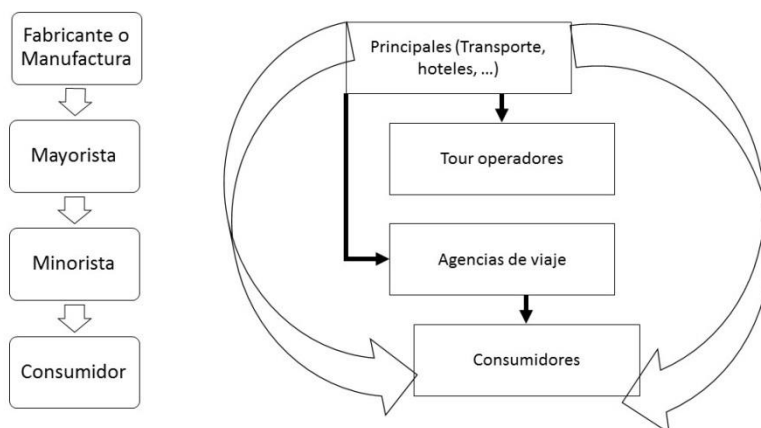 Fabricante o
Manufactura
Mayorista
Minorista
Consumidor
Principales (Transporte,
hoteles, ...)
Tour operadores
Agencias de viaje
Consumidores